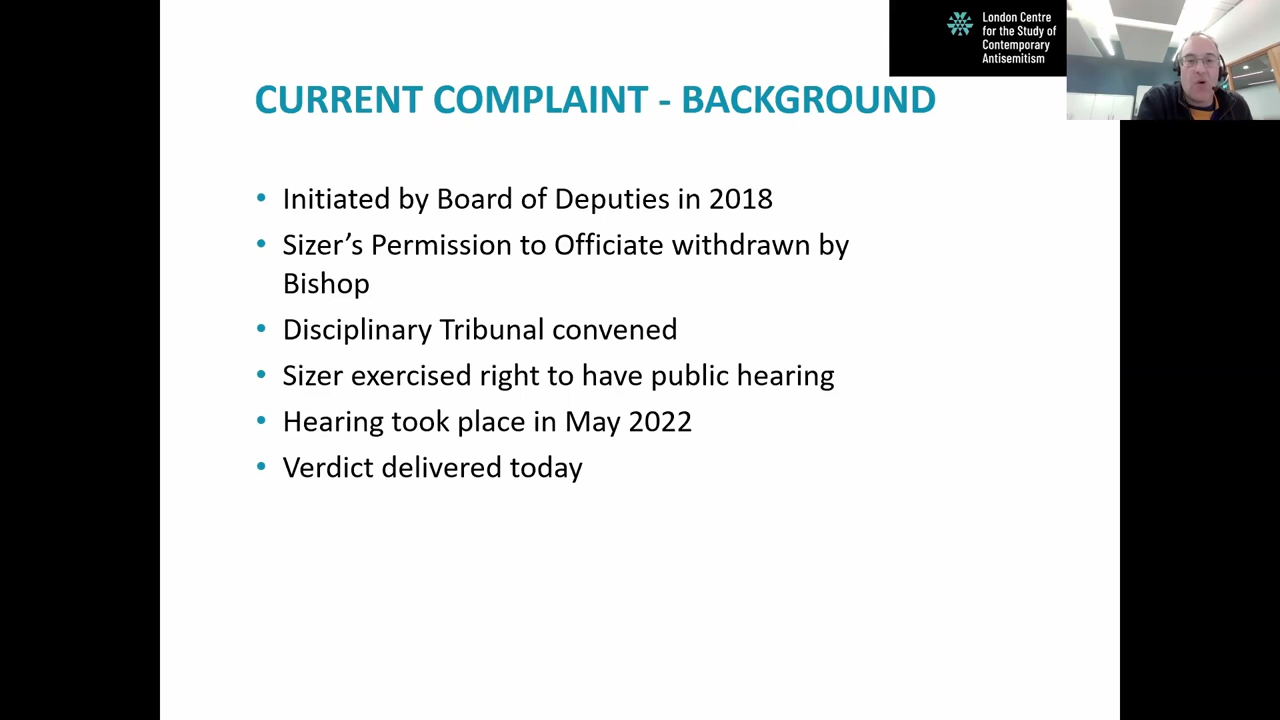 London Centre
for the Study of
Contemporary
Antisemitism
CURRENT COMPLAINT - BACKGROUND
• Initiated by Board of Deputies in 2018
• Sizer’s Permission to Officiate withdrawn by
Bishop
• Disciplinary Tribunal convened
• Sizer exercised right to have public hearing
• Hearing took place in May 2022
• Verdict delivered today